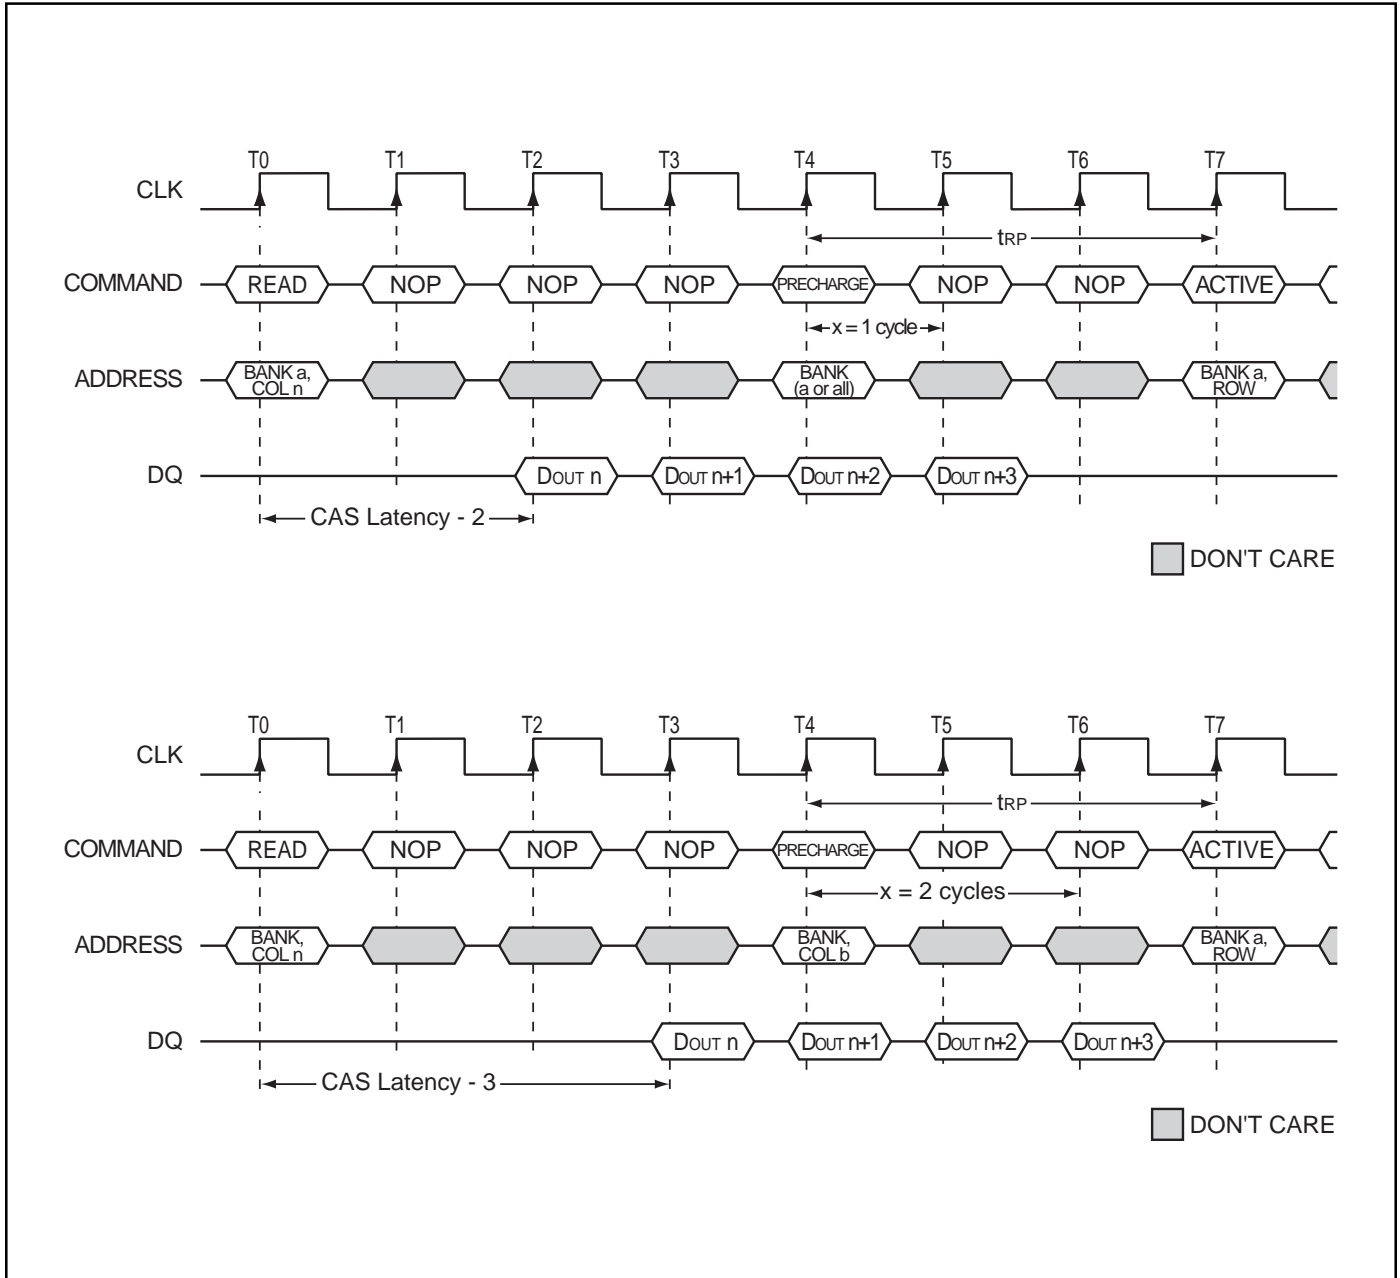 T0 T1 T2 T3 T4 T5 T6 T7
CLK
tRP
COMMAND READ NOP NOP NOP PRECHARGE NOP NOP ACTIVE
x = 1 cycle
ADDRESS BANK a, COL n BANK (a or all) BANK a, ROW
DQ DOUT n DOUT n+1 DOUT n+2 DOUT n+3
CAS Latency - 2
DON'T CARE
T0 T1 T2 T3 T4 T5 T6 T7
CLK
tRP
COMMAND READ NOP NOP NOP PRECHARGE NOP NOP ACTIVE
x = 2 cycles
ADDRESS BANK, COL n BANK, COL b BANK a, ROW
DQ DOUT n DOUT n+1 DOUT n+2 DOUT n+3
CAS Latency - 3
DON'T CARE